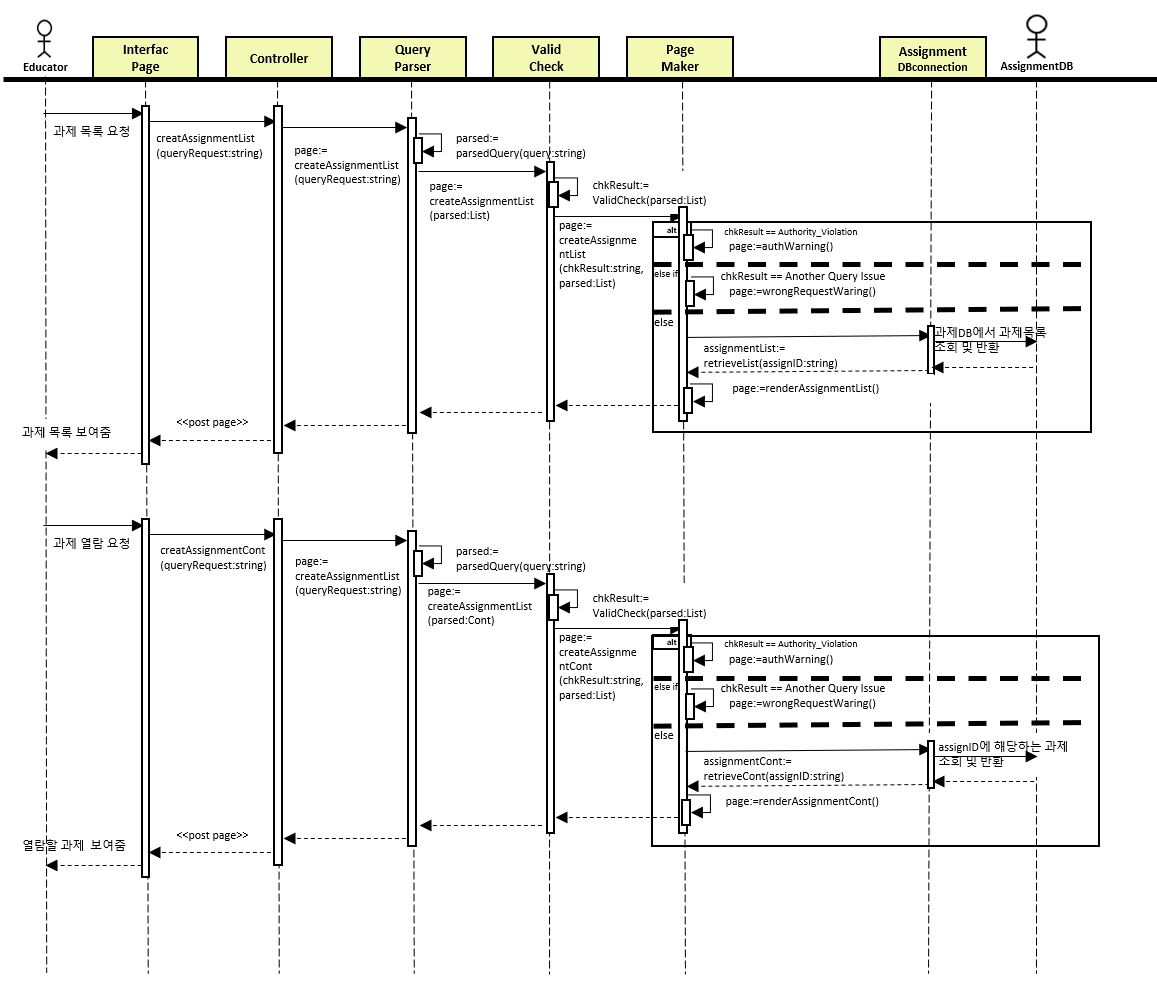 Educator
Interfac
Page
Controller
Query
Parser
Valid
Check
Page
Maker
Assignment
DBconnection
AssignmentDB
과제 목록 요청
creatAssignmentList
(queryRequest:string)
page:=
createAssignmentList
(queryRequest:string)
parsed:=
parsedQuery(query:string)
page:=
createAssignmentList
(parsed:List)
chkResult:=
ValidCheck(parsed:List)
page:=
createAssignme
ntList
(chkResult:string,
parsed:List)
alt
chkResult == Authority_Violation
page:=authWarning()
else if
chkResult == Another Query Issue
page:=wrongRequestWaring()
else
과제DB에서 과제목록
조회 및 반환
assignmentList:=
retrieveList(assignID:string)
page:=renderAssignmentList()
<<post page>>
과제 목록 보여줌
과제 열람 요청
creatAssignmentCont
(queryRequest:string)
page:=
createAssignmentList
(queryRequest:string)
parsed:=
parsedQuery(query:string)
page:=
createAssignmentList
(parsed:Cont)
chkResult:=
ValidCheck(parsed:List)
page:=
createAssignme
ntCont
(chkResult:string,
parsed:List)
alt
chkResult == Authority_Violation
page:=authWarning()
else if
chkResult == Another Query Issue
page:=wrongRequestWaring()
else
assignID에 해당하는 과제
조회 및 반환
assignmentCont:=
retrieveCont(assignID:string)
page:=renderAssignmentCont()
<<post page>>
열람할 과제 보여줌